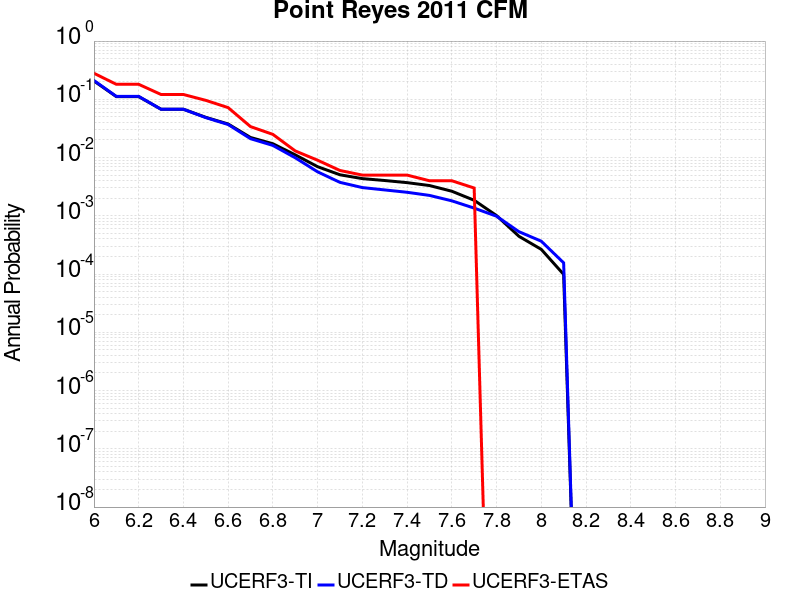 Point Reyes 2011 CFM
10^0
10^-1
10^-2
10^-3
10^-4
10^-5
10^-6
10^-7
10^-8
Annual Probability
6 6.2 6.4 6.6 6.8 7 7.2 7.4 7.6 7.8 8 8.2 8.4 8.6 8.8 9
Magnitude
UCERF3-TI UCERF3-TD UCERF3-ETAS